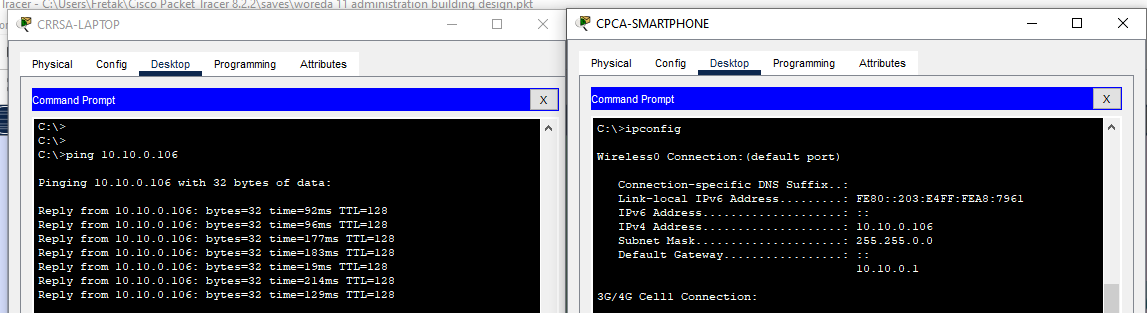 Tracer - C:\Users\Fretak\Cisco Packet Tracer 8.2.2\saves\woreda 11 administration building design.pkt
CRRSA-LAPTOP
Physical Config Desktop Programming Attributes
Command Prompt X
C:\>
C:\>
C:\>ping 10.10.0.106
Pinging 10.10.0.106 with 32 bytes of data:
Reply from 10.10.0.106: bytes=32 time=92ms TTL=128
Reply from 10.10.0.106: bytes=32 time=96ms TTL=128
Reply from 10.10.0.106: bytes=32 time=177ms TTL=128
Reply from 10.10.0.106: bytes=32 time=183ms TTL=128
Reply from 10.10.0.106: bytes=32 time=19ms TTL=128
Reply from 10.10.0.106: bytes=32 time=214ms TTL=128
Reply from 10.10.0.106: bytes=32 time=129ms TTL=128
CPCA-SMARTPHONE
Physical Config Desktop Programming Attributes
Command Prompt X
C:\>ipconfig
Wireless0 Connection:(default port)
Connection-specific DNS Suffix..:
Link-local IPv6 Address.........: FE80::203:E4FF:FEA8:7961
IPv6 Address....................: ::
IPv4 Address....................: 10.10.0.106
Subnet Mask.....................: 255.255.0.0
Default Gateway.................: ::
10.10.0.1
3G/4G Cell1 Connection: